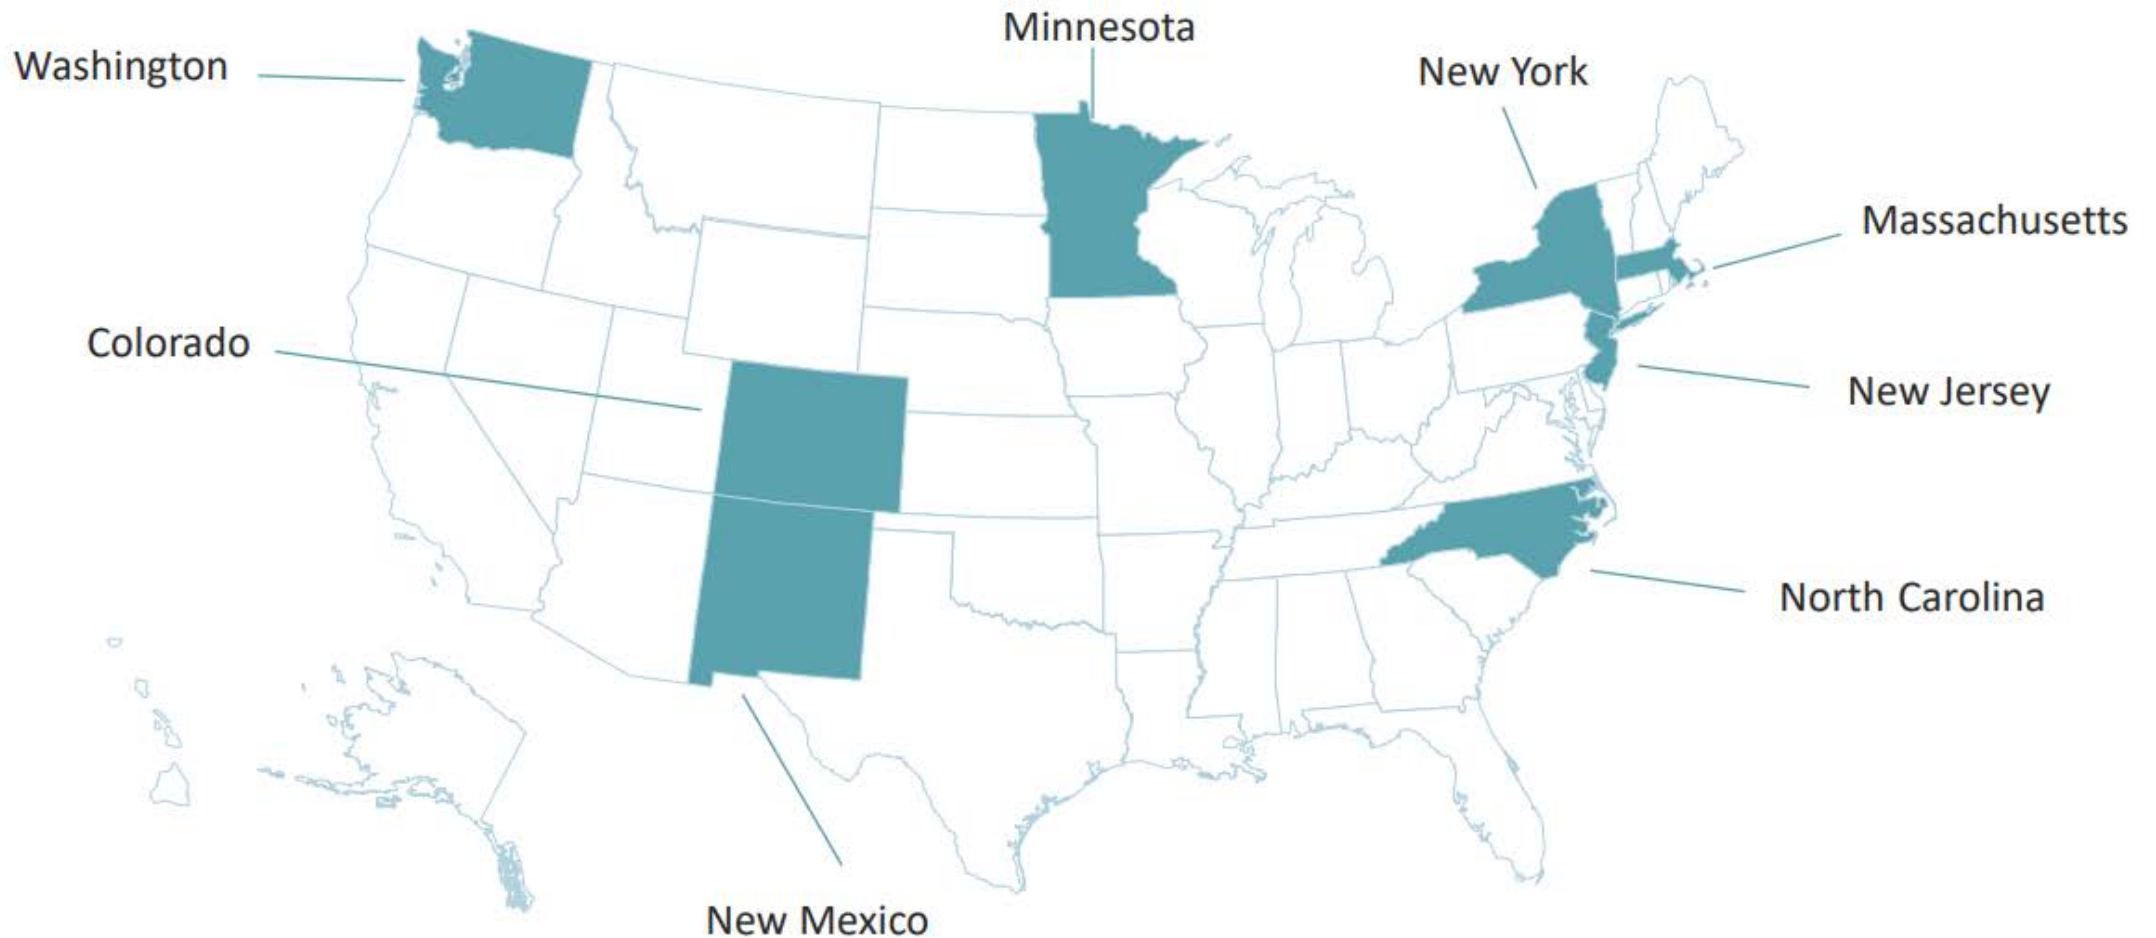 Minnesota
Washington
New York
Massachusetts
Colorado
New Jersey
North Carolina
New Mexico